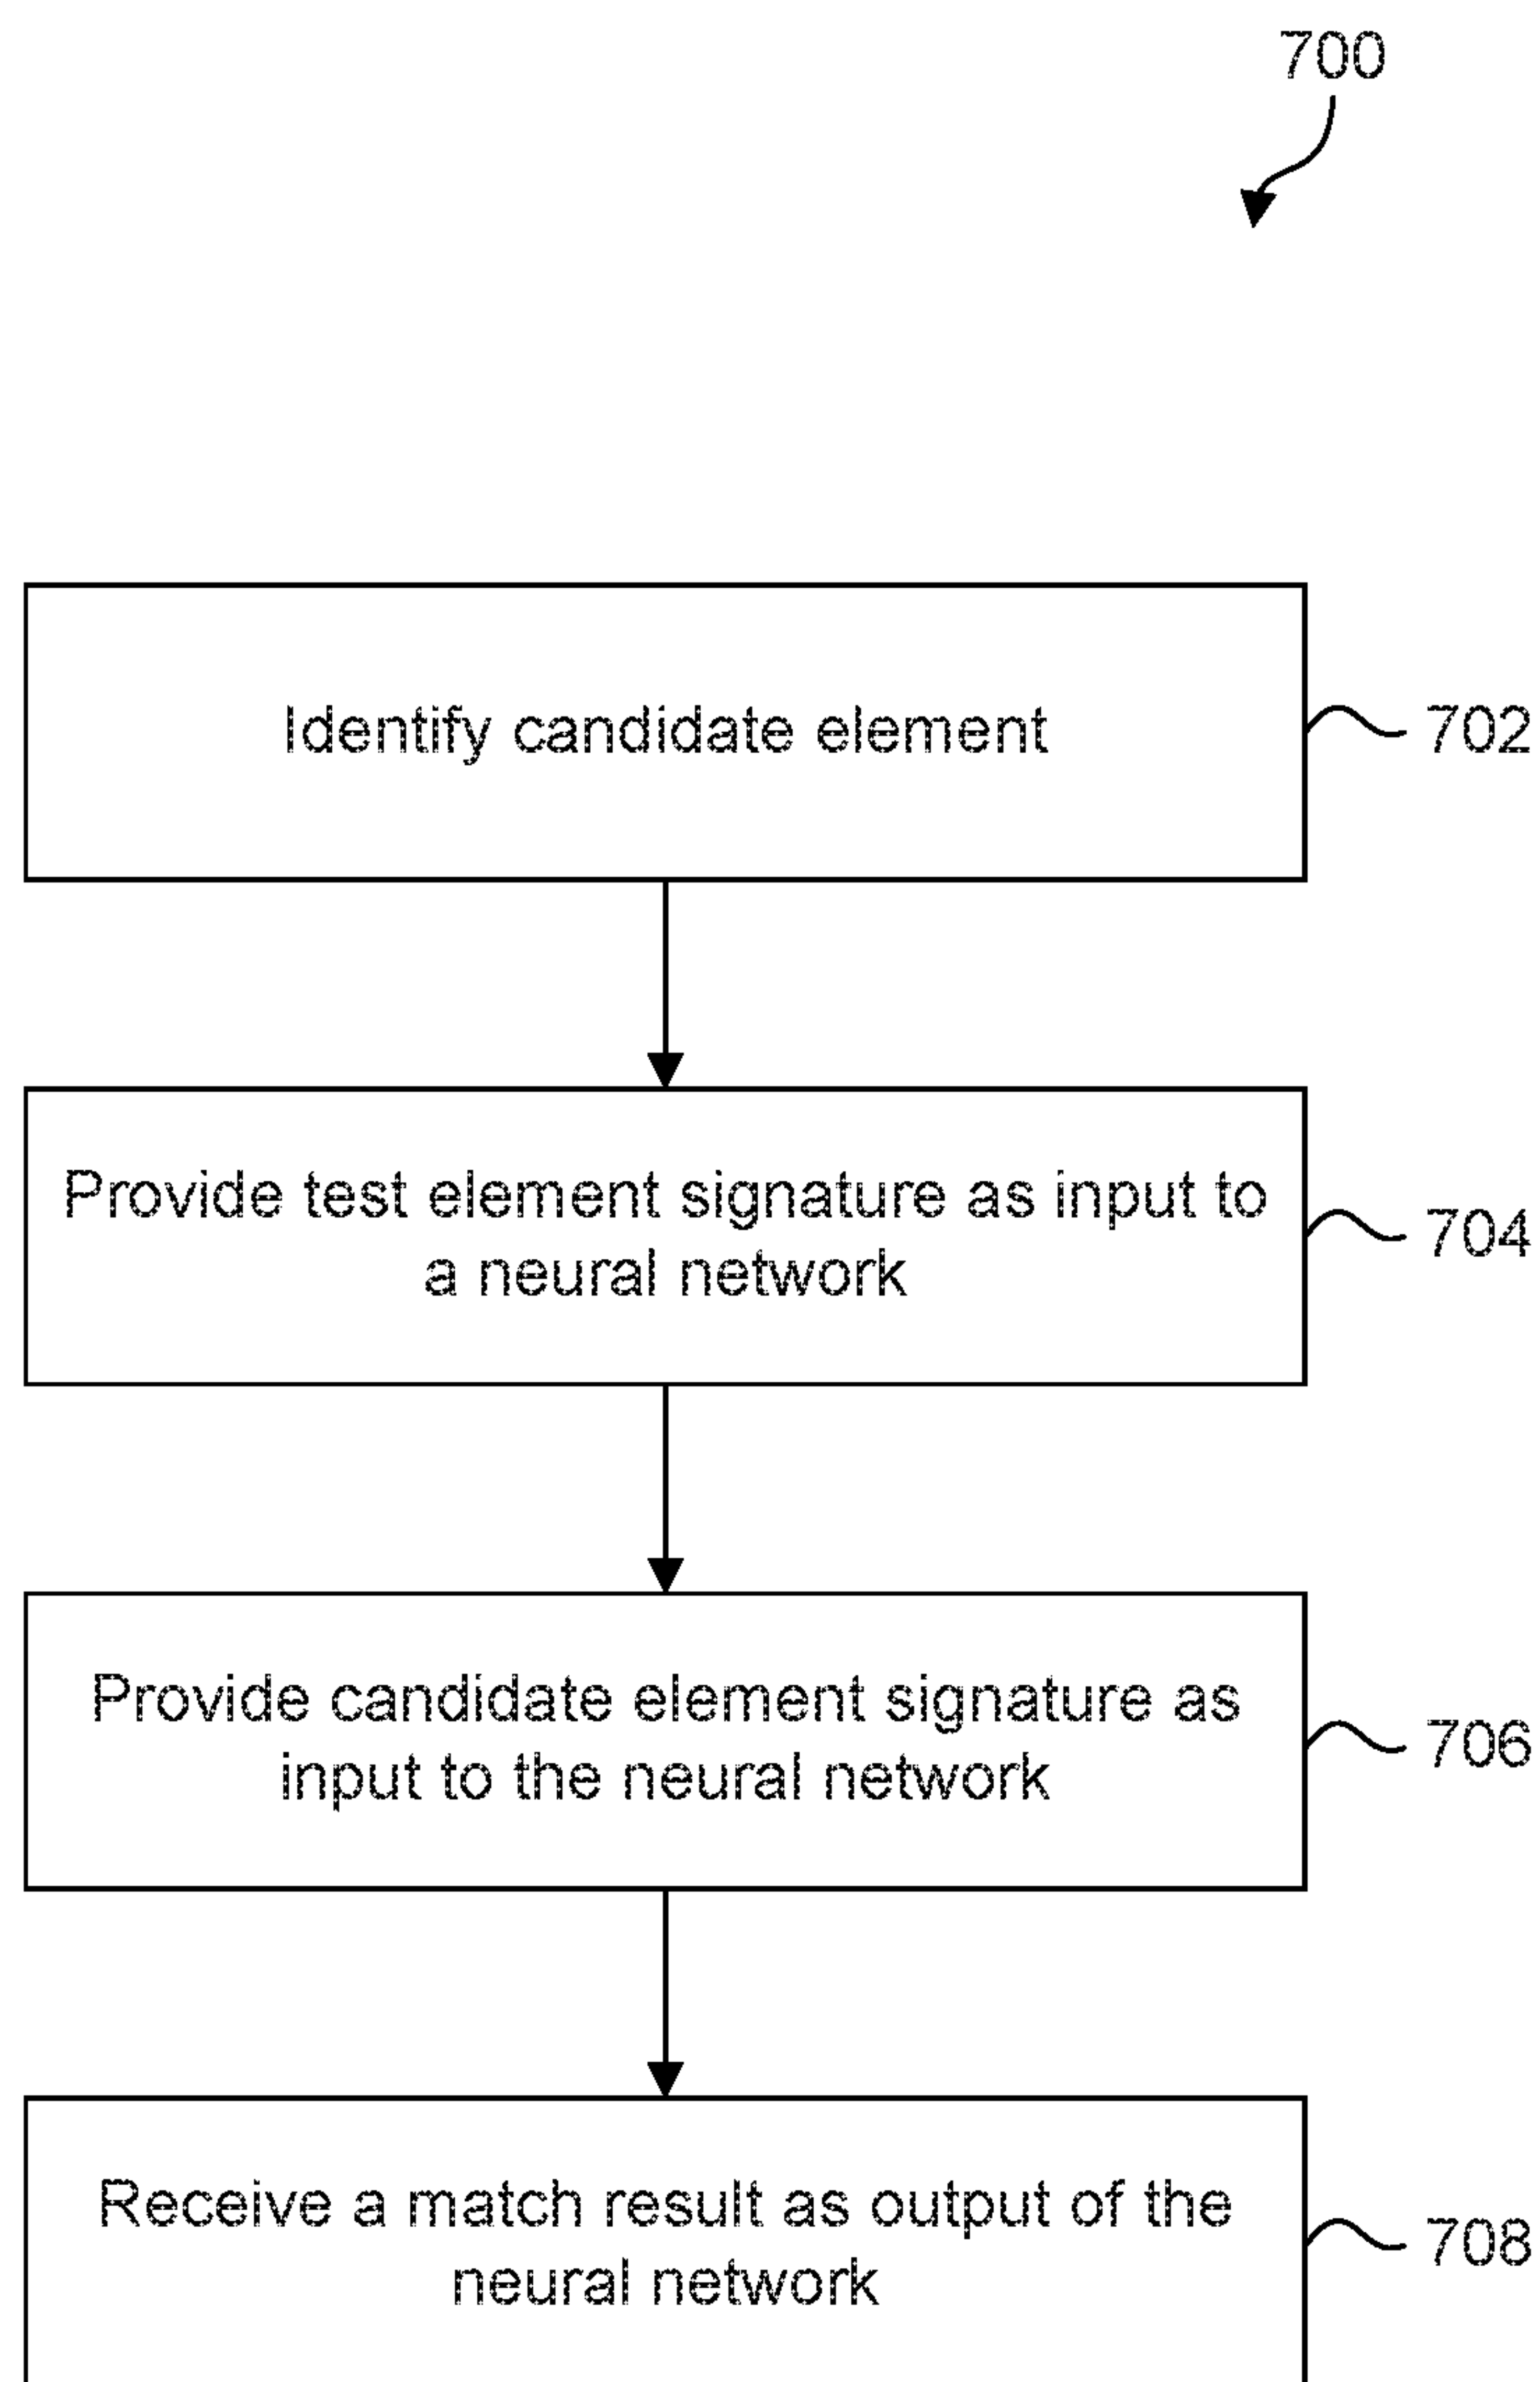 700
Identify candidate element
702
Provide test element signature as input to
a neural network
704
Provide candidate element signature as
input to the neural network
706
Receive a match result as output of the
neural network
708